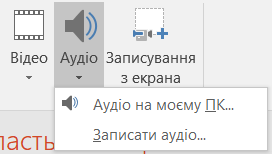 Відео
Аудіо
Записування
з екрана
Аудіо на моєму ПК...
Записати аудіо...